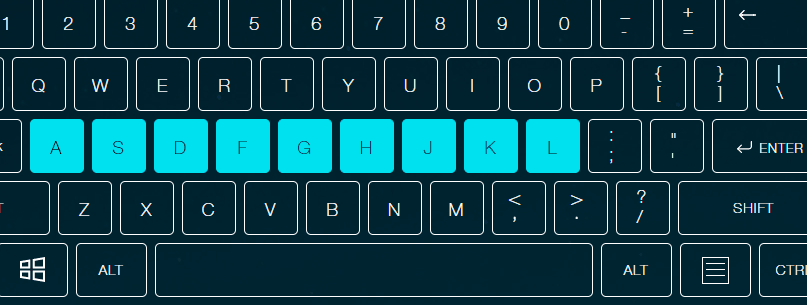 1 2 3 4 5 6 7 8 9 0 _ - + = ←
Q W E R T Y U I O P { [ } ] | \
K A S D F G H J K L : ; " ' ↵ ENTER
T Z X C V B N M < , > . ? / SHIFT
ALT ALT CTRL